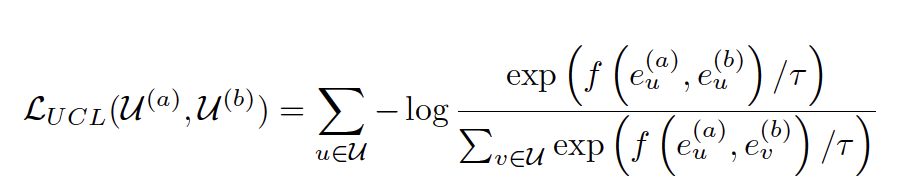 \mathcal{L}_{UCL}(\mathcal{U}^{(a)}, \mathcal{U}^{(b)}) = \sum_{u \in \mathcal{U}} -\log \frac{\exp\left(f\left(e_u^{(a)}, e_u^{(b)}\right)/\tau\right)}{\sum_{v \in \mathcal{U}} \exp\left(f\left(e_u^{(a)}, e_v^{(b)}\right)/\tau\right)}